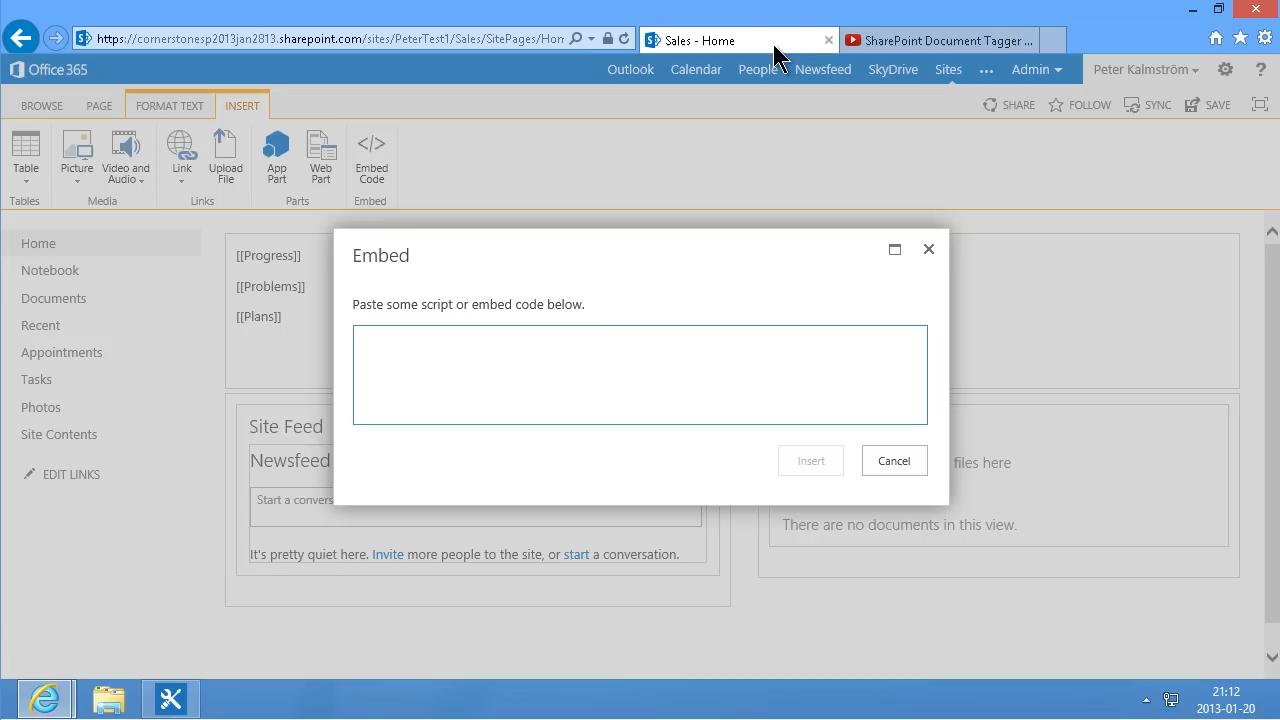 https://cornerstonesp2013jan2813.sharepoint.com/sites/PeterTest1/Sales/SitePages/Hom
Sales - Home
SharePoint Document Tagger ...
Office 365
Outlook Calendar People Newsfeed SkyDrive Sites ... Admin Peter Kalmström ?
BROWSE PAGE FORMAT TEXT INSERT SHARE FOLLOW SYNC SAVE
Table Picture Video and Audio Link Upload File App Part Web Part Embed Code
Tables Media Links Parts Embed
Home
Notebook
Documents
Recent
Appointments
Tasks
Photos
Site Contents
EDIT LINKS
[[Progress]]
[[Problems]]
[[Plans]]
Embed
Paste some script or embed code below.
Insert Cancel
Site Feed
Newsfeed
Start a convers
It's pretty quiet here. Invite more people to the site, or start a conversation.
files here
There are no documents in this view.
21:12
2013-01-20